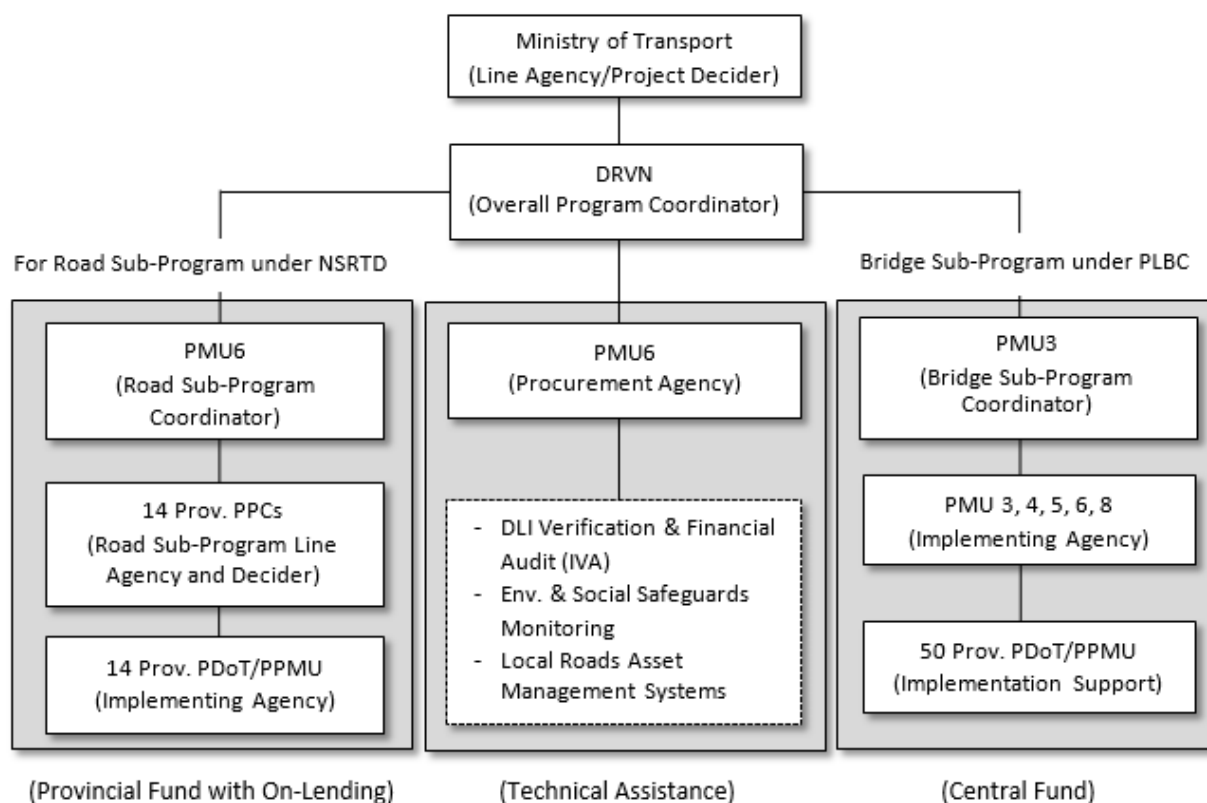 Ministry of Transport
(Line Agency/Project Decider)
DRVN
(Overall Program Coordinator)
For Road Sub-Program under NSRTD
Bridge Sub-Program under PLBC
PMU6
(Road Sub-Program
Coordinator)
14 Prov. PPCs
(Road Sub-Program Line
Agency and Decider)
14 Prov. PDoT/PPMU
(Implementing Agency)
(Provincial Fund with On-Lending)
PMU6
(Procurement Agency)
- DLI Verification & Financial
Audit (IVA)
- Env. & Social Safeguards
Monitoring
- Local Roads Asset
Management Systems
(Technical Assistance)
PMU3
(Bridge Sub-Program
Coordinator)
PMU 3, 4, 5, 6, 8
(Implementing Agency)
50 Prov. PDoT/PPMU
(Implementation Support)
(Central Fund)